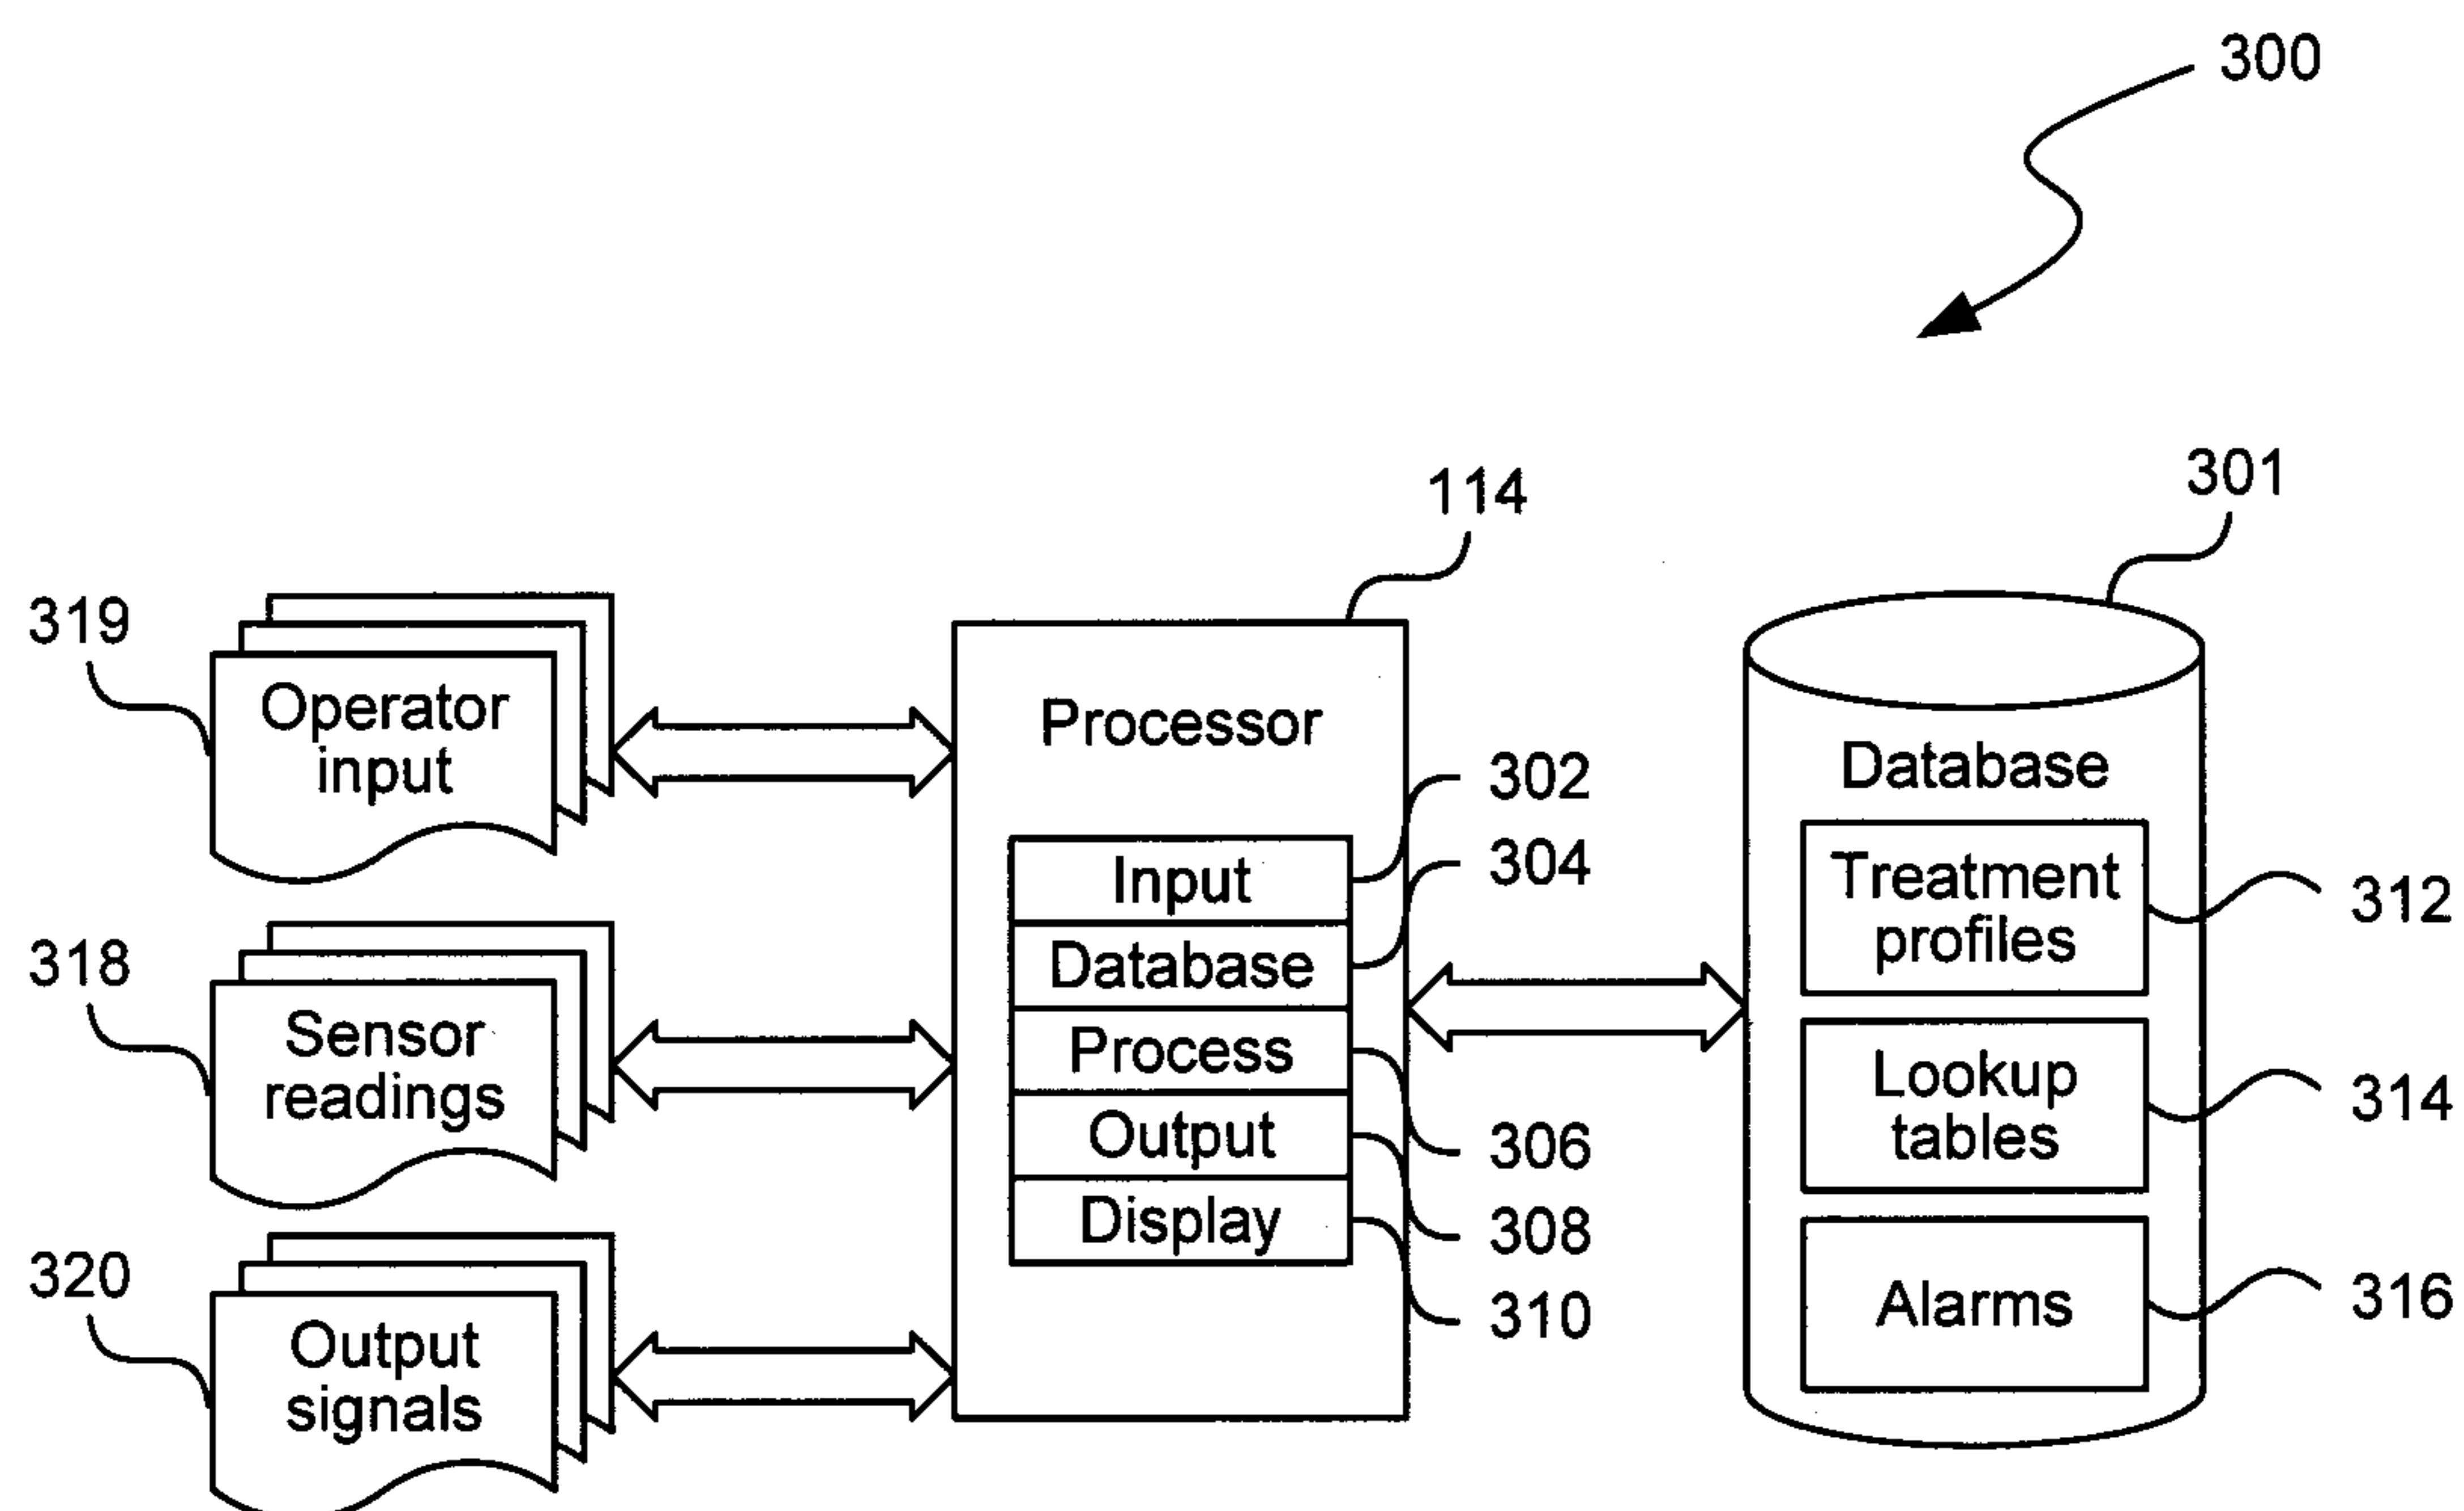 300
301
114
319
Operator
input
Processor
302
Database
304
Input
Treatment
profiles
312
318
Database
Sensor
readings
Process
Lookup
tables
314
306
Output
308
Display
320
310
Alarms
316
Output
signals